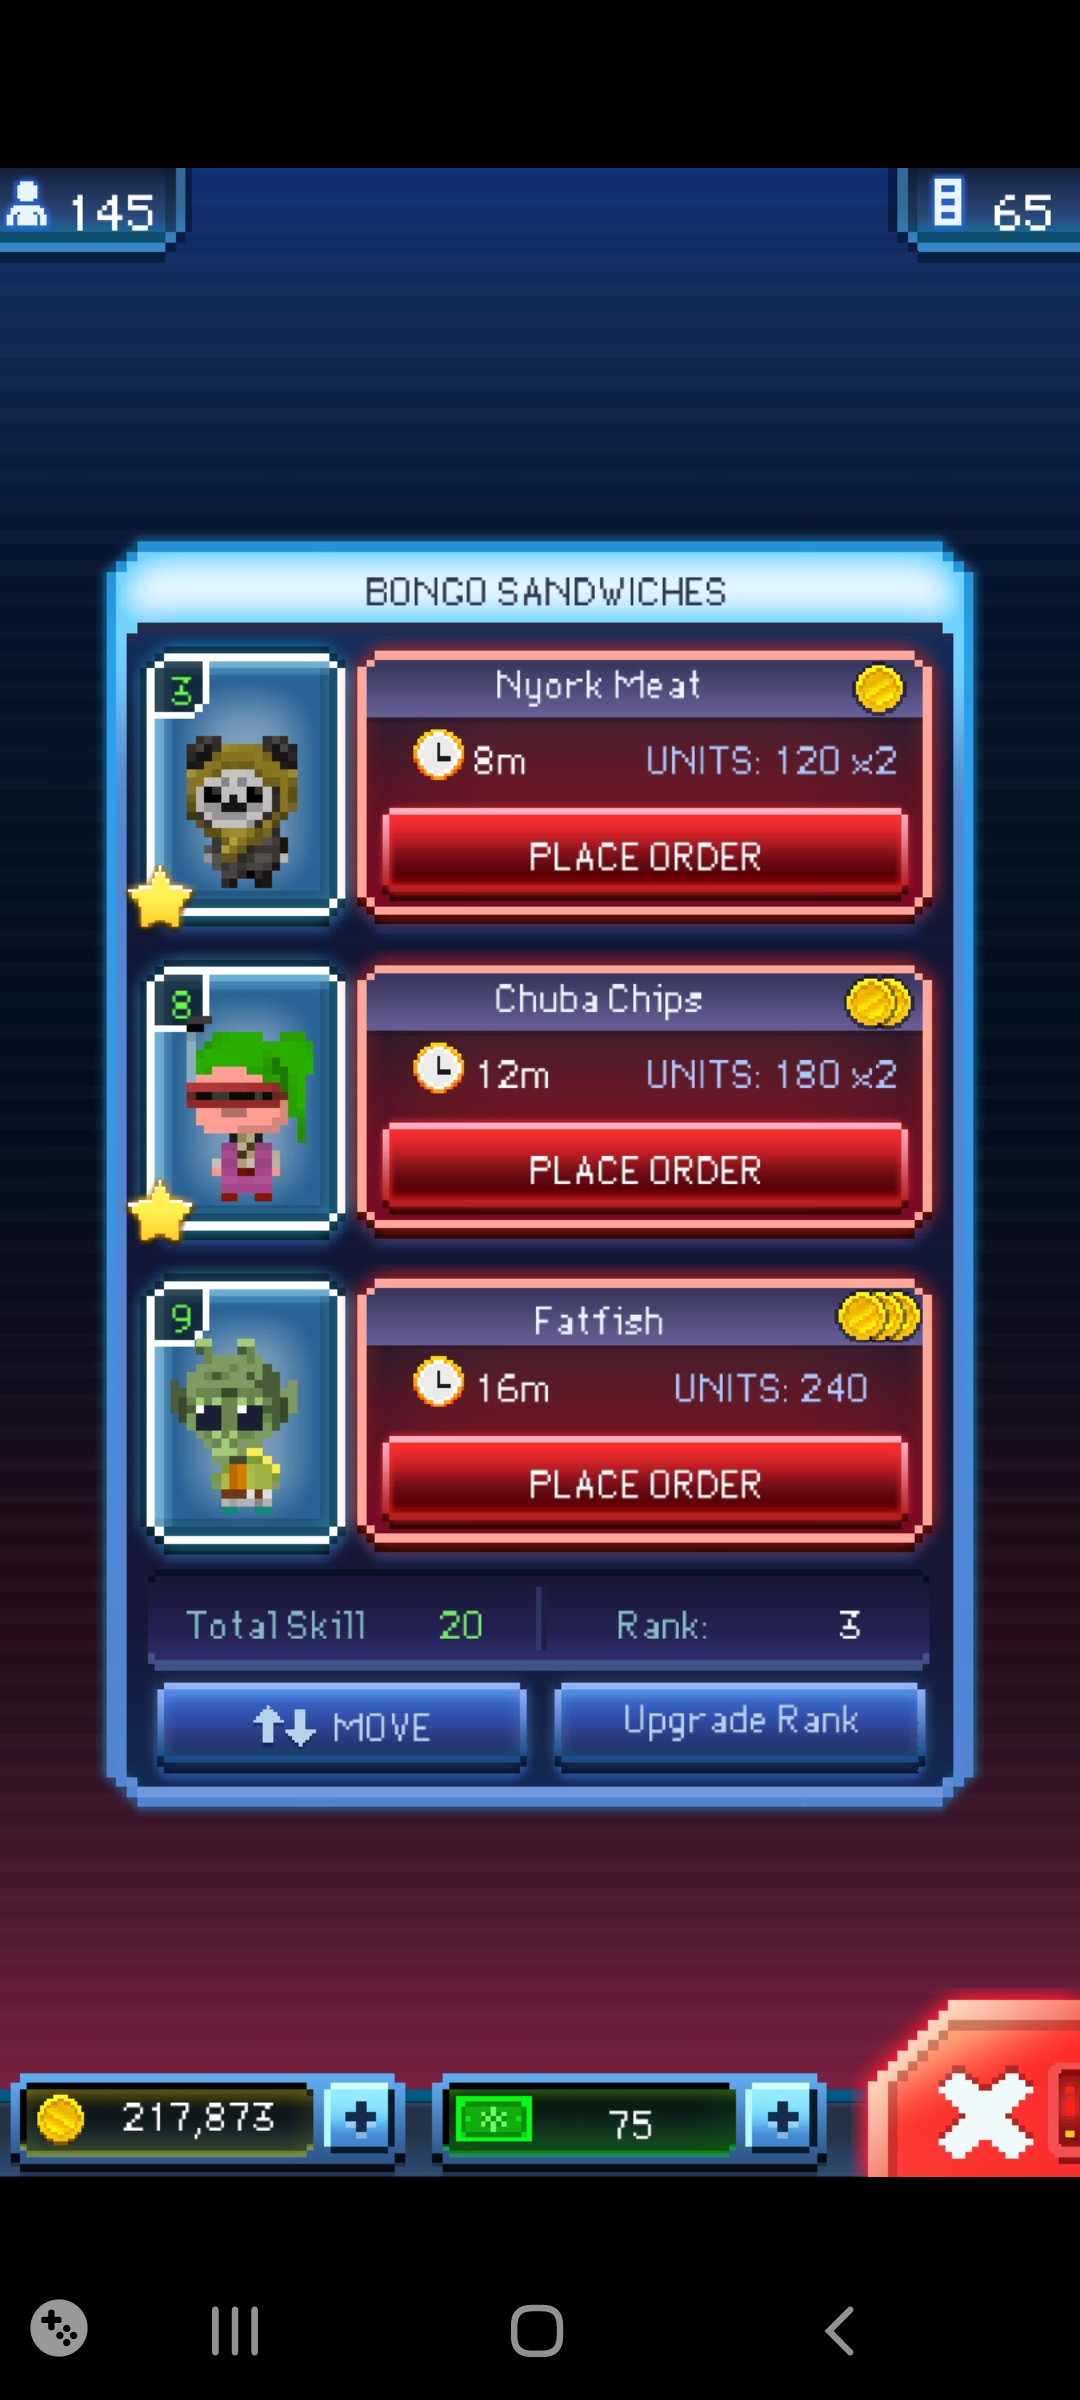 145
65
BONGO SANDWICHES
3
Nyork Meat
8m UNITS: 120 x2
PLACE ORDER
8
Chuba Chips
12m UNITS: 180 x2
PLACE ORDER
9
Fatfish
16m UNITS: 240
PLACE ORDER
Total Skill 20 Rank: 3
MOVE Upgrade Rank
217,873 75